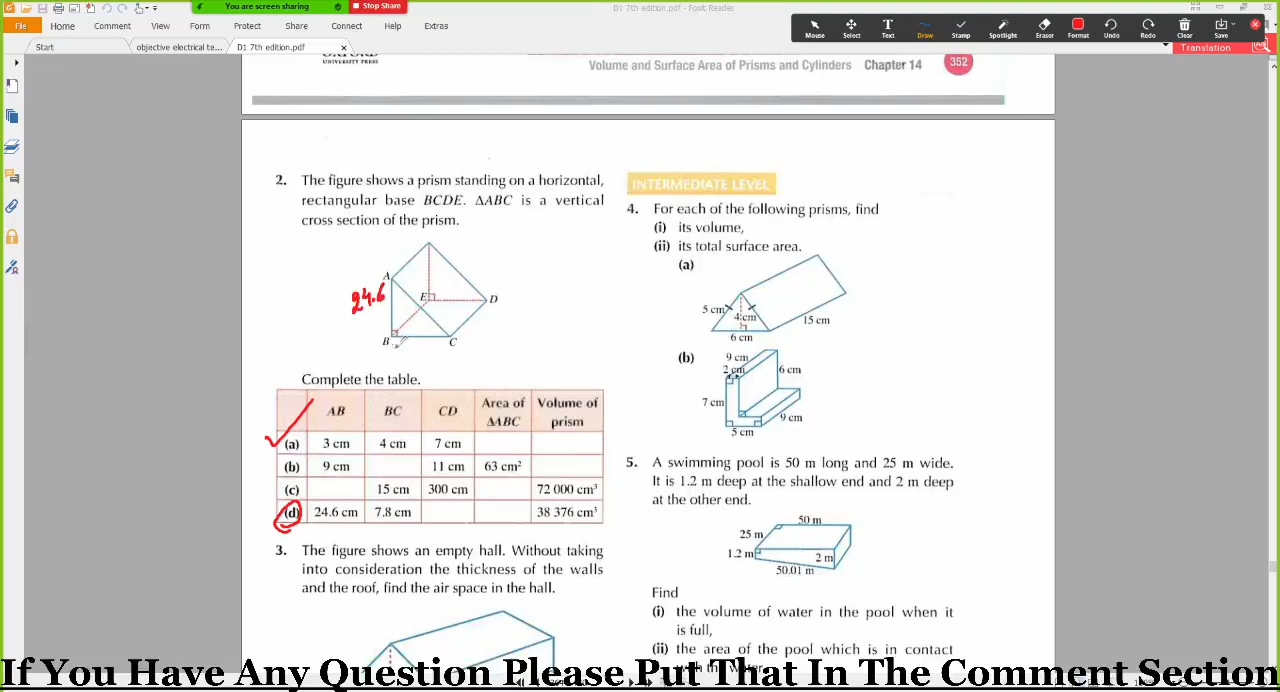 You are screen sharing
Stop Share
D1 7th edition.pdf - Foxit Reader
File Home Comment View Form Protect Share Connect Help Extras
Mouse Select Text Draw Stamp Spotlight Eraser Format Undo Redo Clear Save
Start objective electrical te... D1 7th edition.pdf
Translation
UNIVERSITY PRESS
Volume and Surface Area of Prisms and Cylinders Chapter 14 352
2. The figure shows a prism standing on a horizontal,
rectangular base BCDE. ΔABC is a vertical
cross section of the prism.
A
24.6
E
D
B
C
Complete the table.
AB BC CD Area of ΔABC Volume of prism
(a) 3 cm 4 cm 7 cm
(b) 9 cm 11 cm 63 cm²
(c) 15 cm 300 cm 72 000 cm³
(d) 24.6 cm 7.8 cm 38 376 cm³
3. The figure shows an empty hall. Without taking
into consideration the thickness of the walls
and the roof, find the air space in the hall.
INTERMEDIATE LEVEL
4. For each of the following prisms, find
(i) its volume,
(ii) its total surface area.
(a)
5 cm
4 cm
15 cm
6 cm
(b)
9 cm
2 cm
6 cm
7 cm
9 cm
5 cm
5. A swimming pool is 50 m long and 25 m wide.
It is 1.2 m deep at the shallow end and 2 m deep
at the other end.
50 m
25 m
1.2 m
2 m
50.01 m
Find
(i) the volume of water in the pool when it
is full,
(ii) the area of the pool which is in contact
with the water.
If You Have Any Question Please Put That In The Comment Section